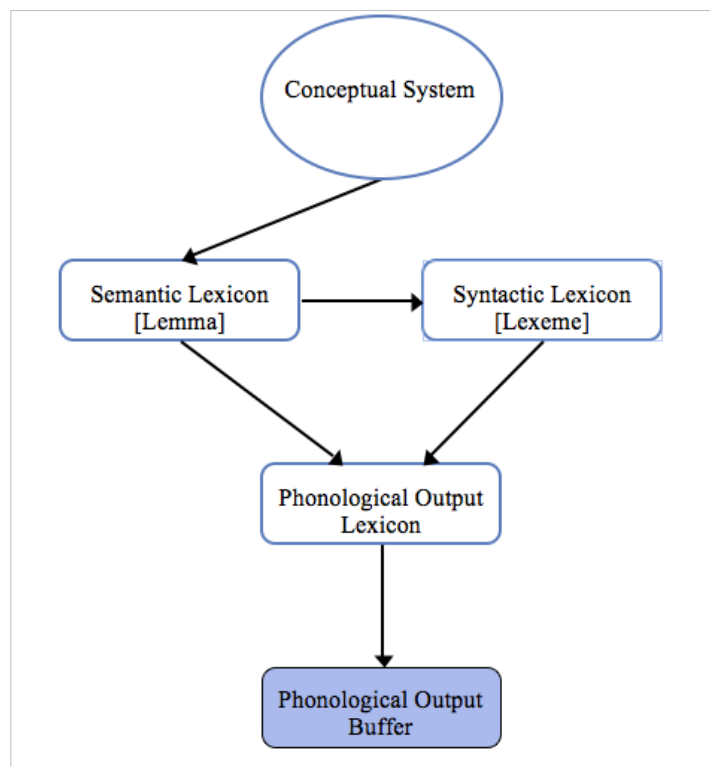 Conceptual System
Semantic Lexicon
[Lemma]
Syntactic Lexicon
[Lexeme]
Phonological Output
Lexicon
Phonological Output
Buffer